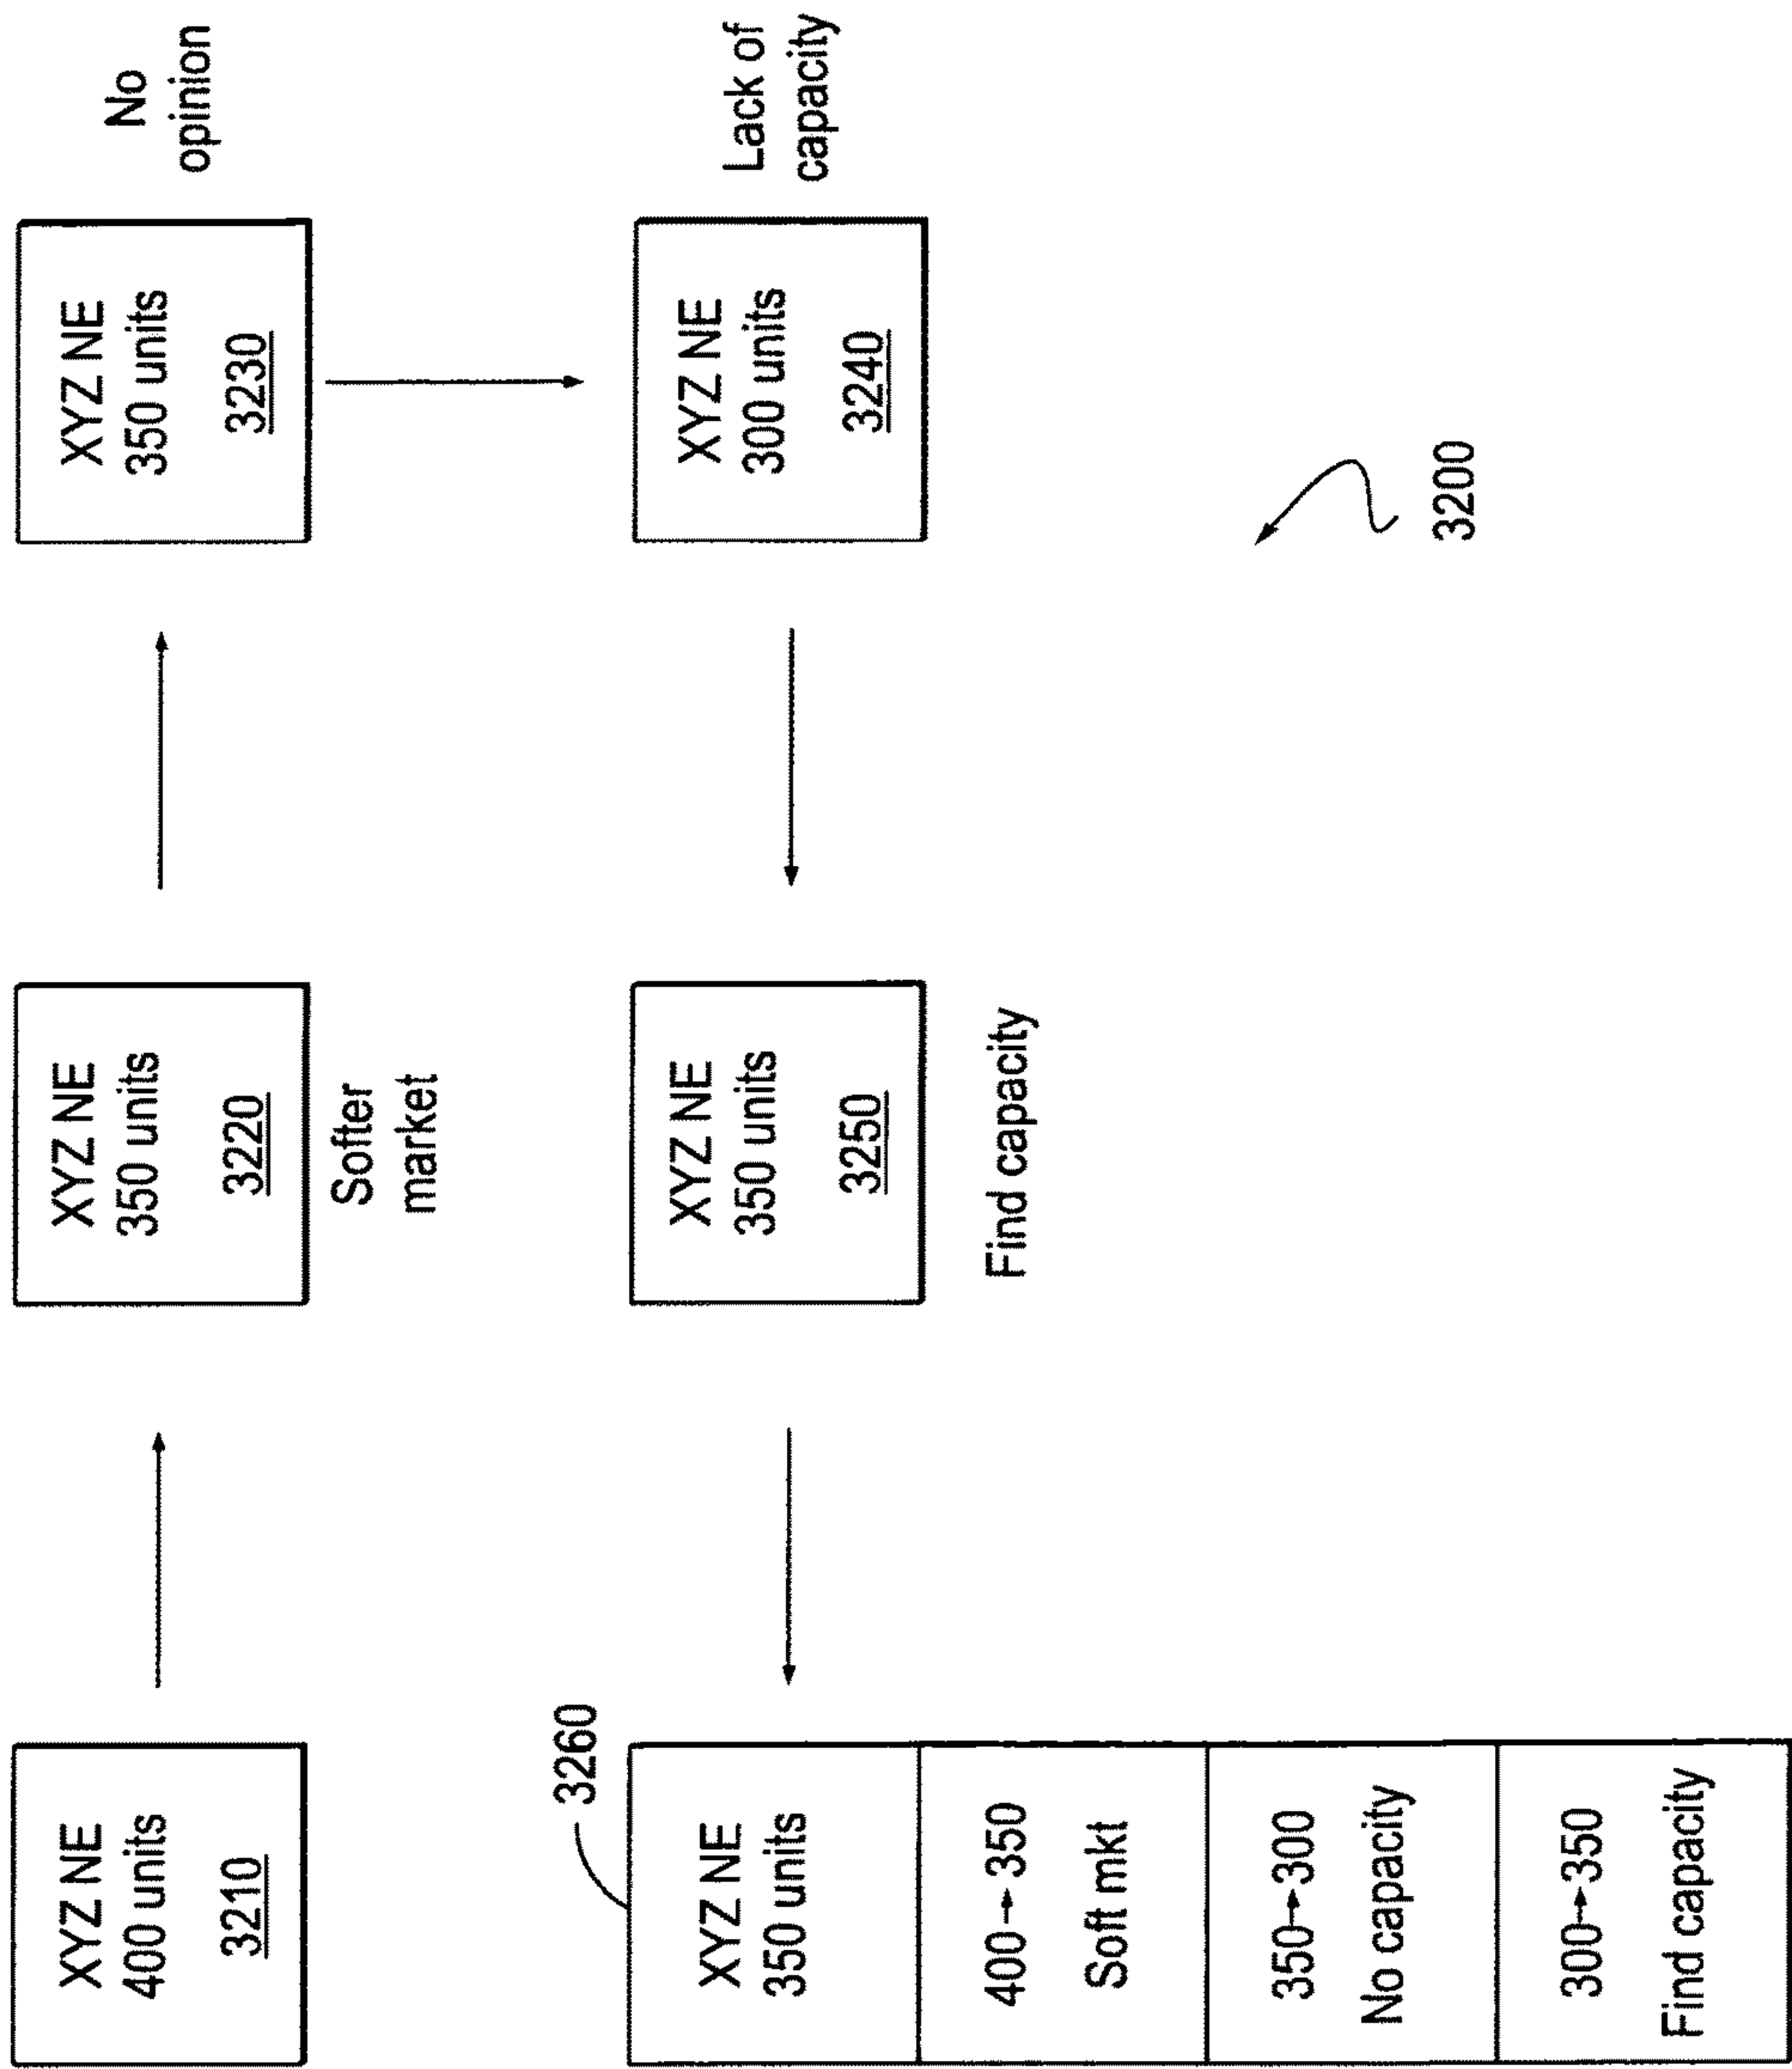 XYZ NE
400 units
3210
XYZ NE
350 units
3220
Softer
market
XYZ NE
350 units
3230
No
opinion
XYZ NE
300 units
3240
Lack of
capacity
XYZ NE
350 units
3250
Find capacity
3260
XYZ NE
350 units
400→350
Soft mkt
350→300
No capacity
300→350
Find capacity
3200